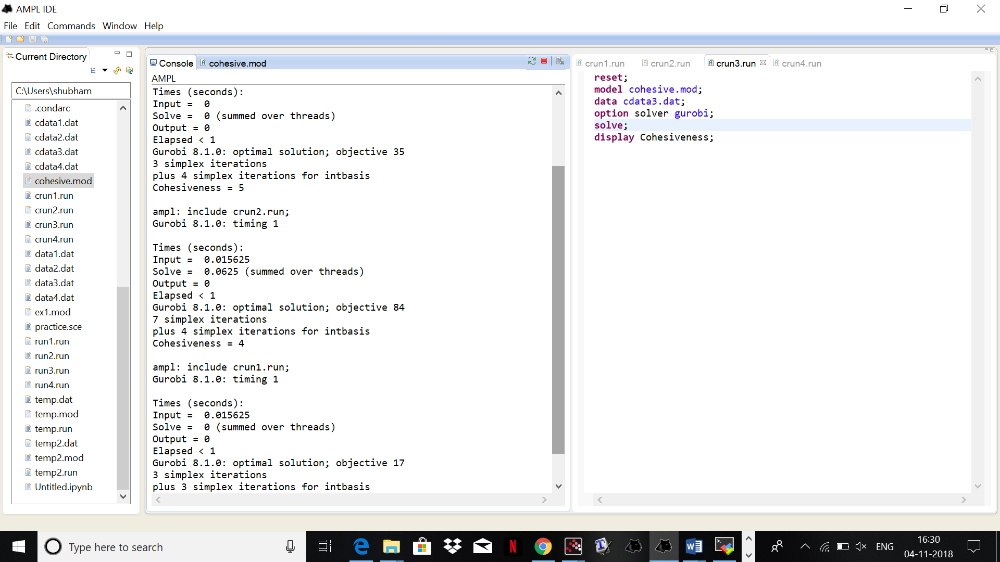 AMPL IDE
File Edit Commands Window Help
Current Directory
C:\Users\shubham
.condarc
cdata1.dat
cdata2.dat
cdata3.dat
cdata4.dat
cohesive.mod
crun1.run
crun2.run
crun3.run
crun4.run
data1.dat
data2.dat
data3.dat
data4.dat
ex1.mod
practice.sce
run1.run
run2.run
run3.run
run4.run
temp.dat
temp.mod
temp.run
temp2.dat
temp2.mod
temp2.run
Untitled.ipynb
Console cohesive.mod
AMPL
Times (seconds):
Input =  0
Solve =  0 (summed over threads)
Output = 0
Elapsed < 1
Gurobi 8.1.0: optimal solution; objective 35
3 simplex iterations
plus 4 simplex iterations for intbasis
Cohesiveness = 5
ampl: include crun2.run;
Gurobi 8.1.0: timing 1
Times (seconds):
Input =  0.015625
Solve =  0.0625 (summed over threads)
Output = 0
Elapsed < 1
Gurobi 8.1.0: optimal solution; objective 84
7 simplex iterations
plus 4 simplex iterations for intbasis
Cohesiveness = 4
ampl: include crun1.run;
Gurobi 8.1.0: timing 1
Times (seconds):
Input =  0.015625
Solve =  0 (summed over threads)
Output = 0
Elapsed < 1
Gurobi 8.1.0: optimal solution; objective 17
3 simplex iterations
plus 3 simplex iterations for intbasis
crun1.run crun2.run crun3.run crun4.run
reset;
model cohesive.mod;
data cdata3.dat;
option solver gurobi;
solve;
display Cohesiveness;
Type here to search
ENG
16:30
04-11-2018